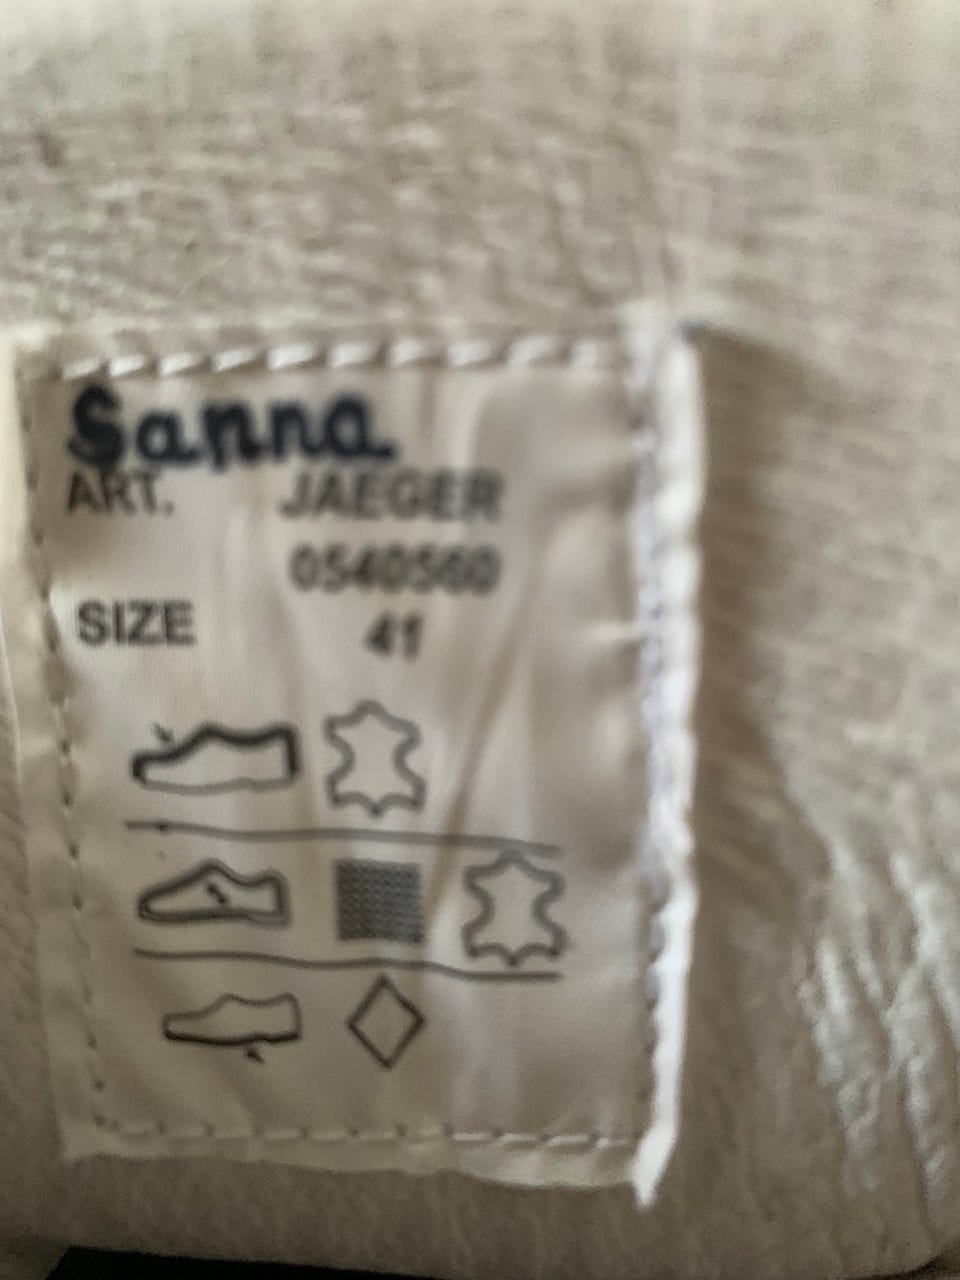 Sanna
ART. JAEGER
0540560
SIZE 41